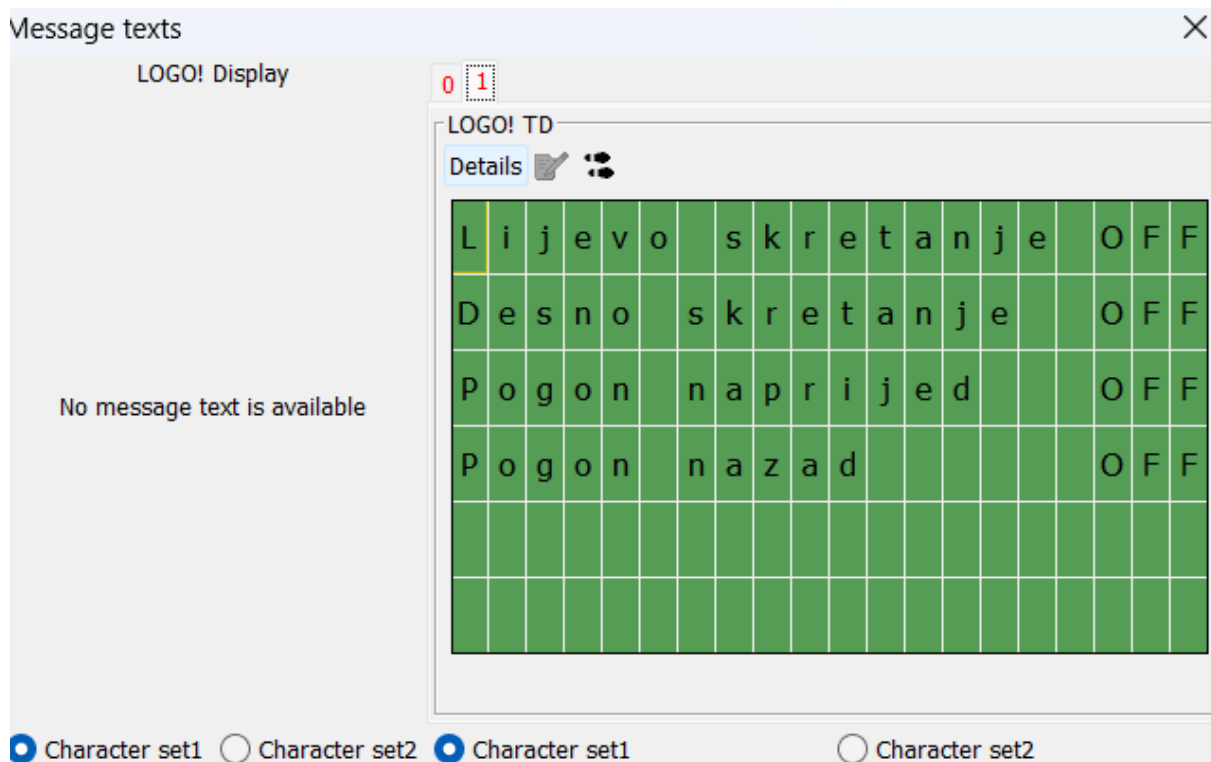 Message texts
LOGO! Display
0 1
LOGO! TD
Details
Lijevo skretanje OFF
Desno skretanje OFF
Pogon naprijed OFF
Pogon nazad OFF
No message text is available
Character set1 Character set2 Character set1 Character set2